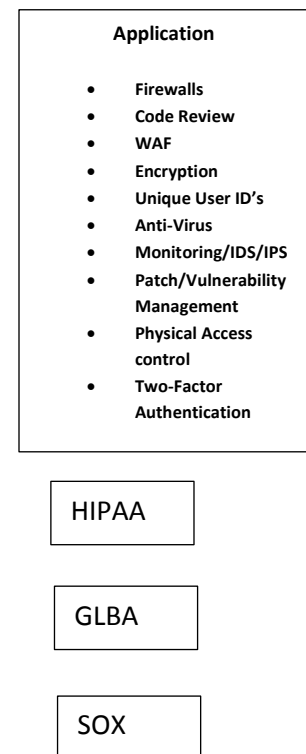 Application
• Firewalls
• Code Review
• WAF
• Encryption
• Unique User ID’s
• Anti-Virus
• Monitoring/IDS/IPS
• Patch/Vulnerability
Management
• Physical Access
control
• Two-Factor
Authentication
HIPAA
GLBA
SOX